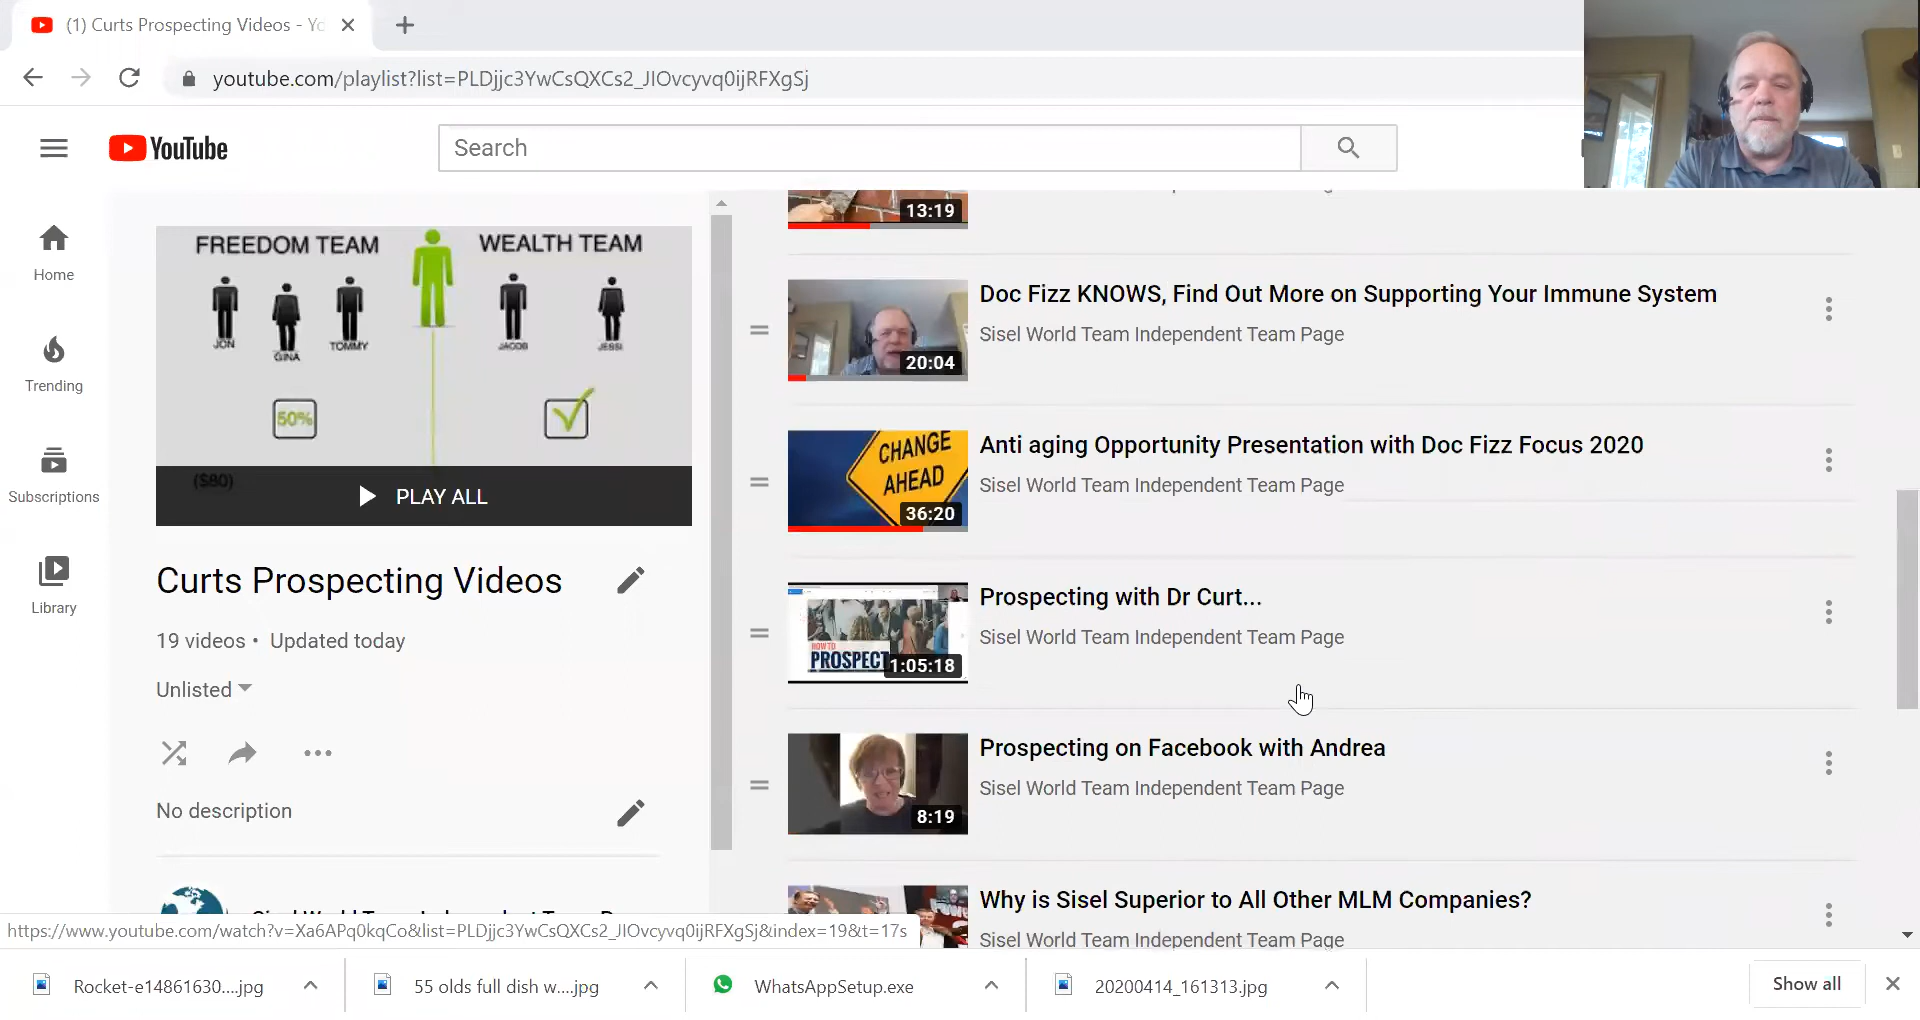 (1) Curts Prospecting Videos - Yo
youtube.com/playlist?list=PLDjjc3YwCsQXCs2_JIOvcyvq0ijRFXgSj
YouTube
Search
Home
Trending
Subscriptions
Library
FREEDOM TEAM
WEALTH TEAM
JON
GINA
TOMMY
JACOB
JESSI
50%
($80)
PLAY ALL
Curts Prospecting Videos
19 videos • Updated today
Unlisted
No description
13:19
Doc Fizz KNOWS, Find Out More on Supporting Your Immune System
Sisel World Team Independent Team Page
20:04
Anti aging Opportunity Presentation with Doc Fizz Focus 2020
Sisel World Team Independent Team Page
CHANGE
AHEAD
36:20
Prospecting with Dr Curt...
Sisel World Team Independent Team Page
HOW TO
PROSPECT
1:05:18
Prospecting on Facebook with Andrea
Sisel World Team Independent Team Page
8:19
Why is Sisel Superior to All Other MLM Companies?
Sisel World Team Independent Team Page
https://www.youtube.com/watch?v=Xa6APq0kqCo&list=PLDjjc3YwCsQXCs2_JIOvcyvq0ijRFXgSj&index=19&t=17s
Rocket-e14861630....jpg
55 olds full dish w....jpg
WhatsAppSetup.exe
20200414_161313.jpg
Show all